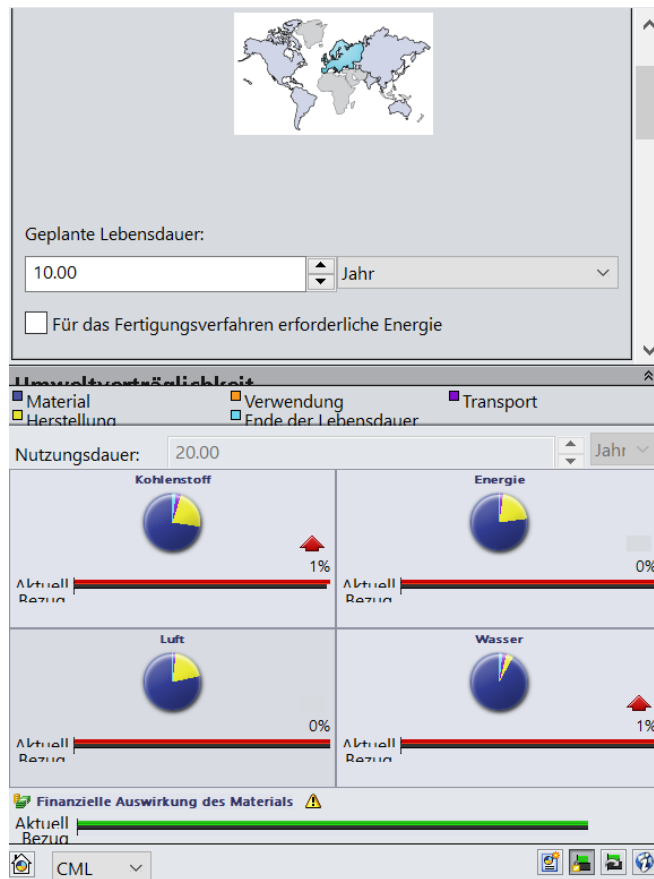 Geplante Lebensdauer:
10.00 Jahr
Für das Fertigungsverfahren erforderliche Energie
Umweltverträglichkeit
Material Verwendung Transport
Herstellung Ende der Lebensdauer
Nutzungsdauer: 20.00 Jahr
Kohlenstoff
1%
Aktuell
Bezug
Energie
0%
Aktuell
Bezug
Luft
0%
Aktuell
Bezug
Wasser
1%
Aktuell
Bezug
Finanzielle Auswirkung des Materials
Aktuell
Bezug
CML